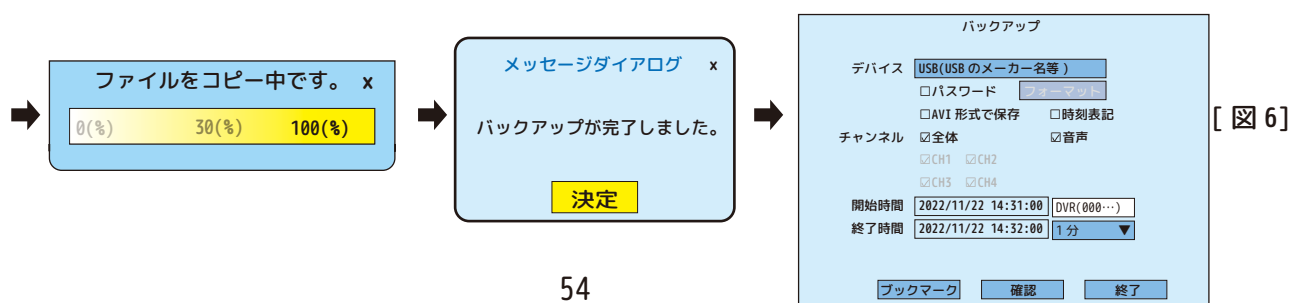 ファイルをコピー中です。 x
0(%) 30(%) 100(%)
メッセージダイアログ x
バックアップが完了しました。
決定
バックアップ
デバイス USB(USBのメーカー名等 )
□パスワード フォーマット
□AVI 形式で保存 □時刻表記
チャンネル ☑全体 ☑音声
☑CH1 ☑CH2
☑CH3 ☑CH4
開始時間 2022/11/22 14:31:00 DVR(000…)
終了時間 2022/11/22 14:32:00 1分 ▼
ブックマーク 確認 終了
[ 図 6]
54